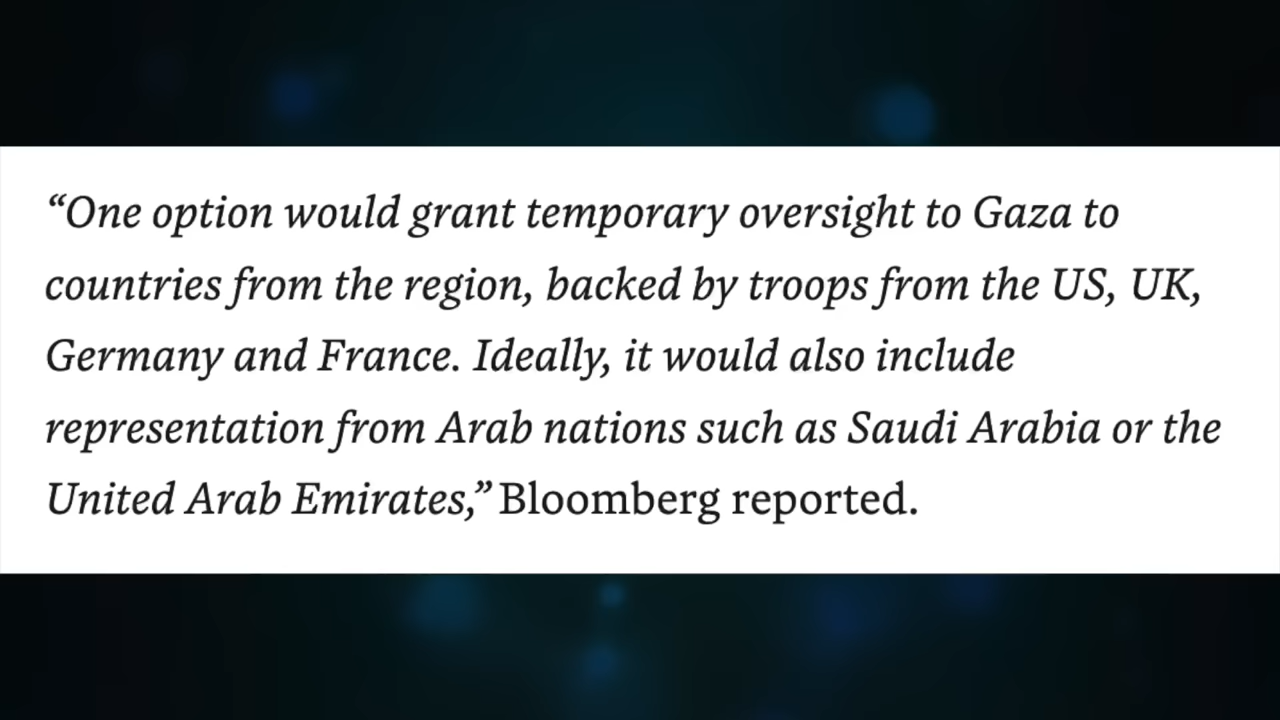 “One option would grant temporary oversight to Gaza to
countries from the region, backed by troops from the US, UK,
Germany and France. Ideally, it would also include
representation from Arab nations such as Saudi Arabia or the
United Arab Emirates,” Bloomberg reported.